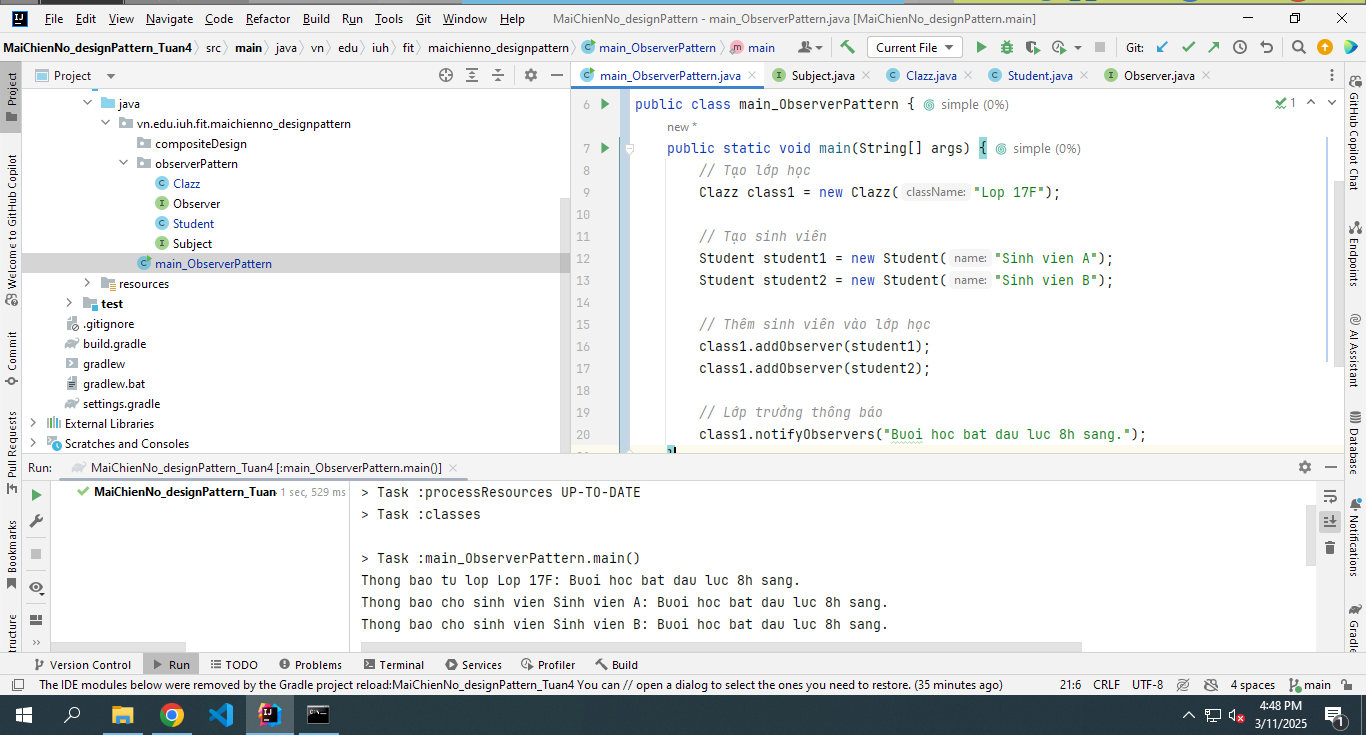 File Edit View Navigate Code Refactor Build Run Tools Git Window Help MaiChienNo_designPattern - main_ObserverPattern.java [MaiChienNo_designPattern.main]
MaiChienNo_designPattern_Tuan4 src main java vn edu iuh fit maichienno_designpattern main_ObserverPattern main Current File Git:
Project
main_ObserverPattern.java Subject.java Clazz.java Student.java Observer.java
java
vn.edu.iuh.fit.maichienno_designpattern
compositeDesign
observerPattern
Clazz
Observer
Student
Subject
main_ObserverPattern
resources
test
.gitignore
build.gradle
gradlew
gradlew.bat
settings.gradle
External Libraries
Scratches and Consoles
6 public class main_ObserverPattern { simple (0%)
1
new *
7 public static void main(String[] args) { simple (0%)
8 // Tạo lớp học
9 Clazz class1 = new Clazz( className: "Lop 17F");
10
11 // Tạo sinh viên
12 Student student1 = new Student( name: "Sinh vien A");
13 Student student2 = new Student( name: "Sinh vien B");
14
15 // Thêm sinh viên vào lớp học
16 class1.addObserver(student1);
17 class1.addObserver(student2);
18
19 // Lớp trưởng thông báo
20 class1.notifyObservers("Buoi hoc bat dau luc 8h sang.");
}
Run: MaiChienNo_designPattern_Tuan4 [:main_ObserverPattern.main()]
MaiChienNo_designPattern_Tuan 1 sec, 529 ms
> Task :processResources UP-TO-DATE
> Task :classes
> Task :main_ObserverPattern.main()
Thong bao tu lop Lop 17F: Buoi hoc bat dau luc 8h sang.
Thong bao cho sinh vien Sinh vien A: Buoi hoc bat dau luc 8h sang.
Thong bao cho sinh vien Sinh vien B: Buoi hoc bat dau luc 8h sang.
Project
Welcome to GitHub Copilot
Commit
Pull Requests
Bookmarks
tructure
GitHub Copilot Chat
Endpoints
AI Assistant
Database
Notifications
Gradle
Version Control Run TODO Problems Terminal Services Profiler Build
The IDE modules below were removed by the Gradle project reload:MaiChienNo_designPattern_Tuan4 You can // open a dialog to select the ones you need to restore. (35 minutes ago) 21:6 CRLF UTF-8 4 spaces main
4:48 PM
3/11/2025
1